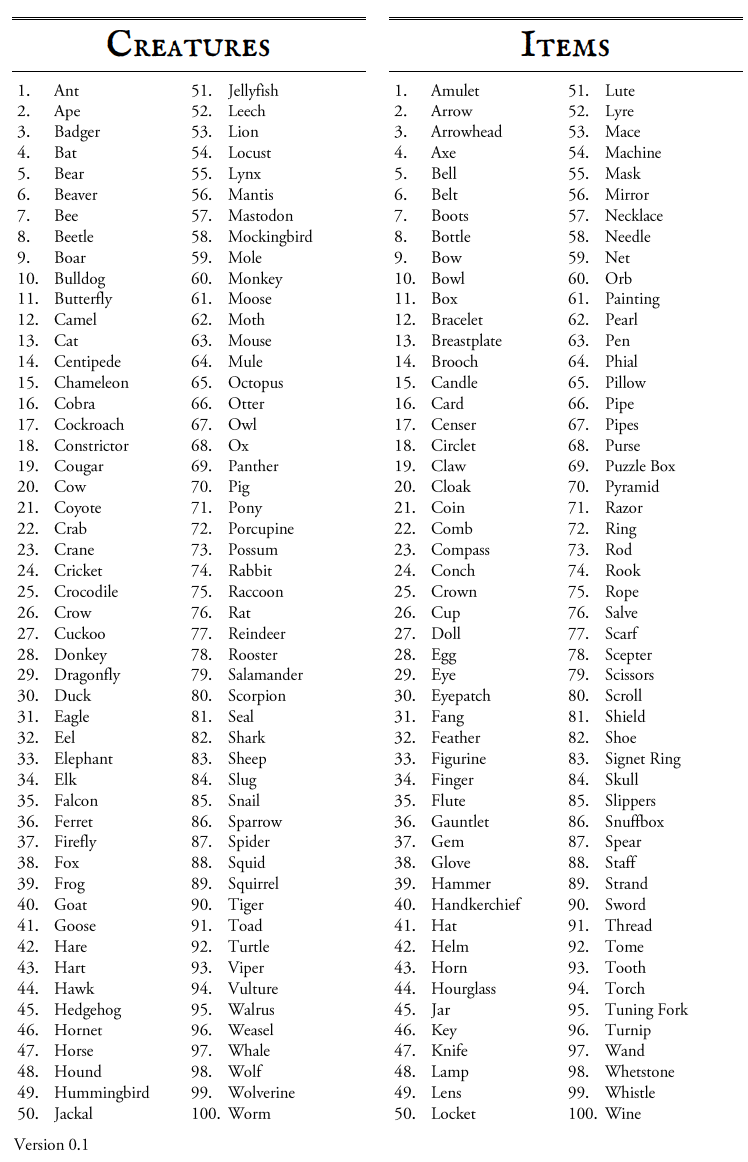 Creatures
1. Ant
2. Ape
3. Badger
4. Bat
5. Bear
6. Beaver
7. Bee
8. Beetle
9. Boar
10. Bulldog
11. Butterfly
12. Camel
13. Cat
14. Centipede
15. Chameleon
16. Cobra
17. Cockroach
18. Constrictor
19. Cougar
20. Cow
21. Coyote
22. Crab
23. Crane
24. Cricket
25. Crocodile
26. Crow
27. Cuckoo
28. Donkey
29. Dragonfly
30. Duck
31. Eagle
32. Eel
33. Elephant
34. Elk
35. Falcon
36. Ferret
37. Firefly
38. Fox
39. Frog
40. Goat
41. Goose
42. Hare
43. Hart
44. Hawk
45. Hedgehog
46. Hornet
47. Horse
48. Hound
49. Hummingbird
50. Jackal
51. Jellyfish
52. Leech
53. Lion
54. Locust
55. Lynx
56. Mantis
57. Mastodon
58. Mockingbird
59. Mole
60. Monkey
61. Moose
62. Moth
63. Mouse
64. Mule
65. Octopus
66. Otter
67. Owl
68. Ox
69. Panther
70. Pig
71. Pony
72. Porcupine
73. Possum
74. Rabbit
75. Raccoon
76. Rat
77. Reindeer
78. Rooster
79. Salamander
80. Scorpion
81. Seal
82. Shark
83. Sheep
84. Slug
85. Snail
86. Sparrow
87. Spider
88. Squid
89. Squirrel
90. Tiger
91. Toad
92. Turtle
93. Viper
94. Vulture
95. Walrus
96. Weasel
97. Whale
98. Wolf
99. Wolverine
100. Worm
Items
1. Amulet
2. Arrow
3. Arrowhead
4. Axe
5. Bell
6. Belt
7. Boots
8. Bottle
9. Bow
10. Bowl
11. Box
12. Bracelet
13. Breastplate
14. Brooch
15. Candle
16. Card
17. Censer
18. Circlet
19. Claw
20. Cloak
21. Coin
22. Comb
23. Compass
24. Conch
25. Crown
26. Cup
27. Doll
28. Egg
29. Eye
30. Eyepatch
31. Fang
32. Feather
33. Figurine
34. Finger
35. Flute
36. Gauntlet
37. Gem
38. Glove
39. Hammer
40. Handkerchief
41. Hat
42. Helm
43. Horn
44. Hourglass
45. Jar
46. Key
47. Knife
48. Lamp
49. Lens
50. Locket
51. Lute
52. Lyre
53. Mace
54. Machine
55. Mask
56. Mirror
57. Necklace
58. Needle
59. Net
60. Orb
61. Painting
62. Pearl
63. Pen
64. Phial
65. Pillow
66. Pipe
67. Pipes
68. Purse
69. Puzzle Box
70. Pyramid
71. Razor
72. Ring
73. Rod
74. Rook
75. Rope
76. Salve
77. Scarf
78. Scepter
79. Scissors
80. Scroll
81. Shield
82. Shoe
83. Signet Ring
84. Skull
85. Slippers
86. Snuffbox
87. Spear
88. Staff
89. Strand
90. Sword
91. Thread
92. Tome
93. Tooth
94. Torch
95. Tuning Fork
96. Turnip
97. Wand
98. Whetstone
99. Whistle
100. Wine
Version 0.1